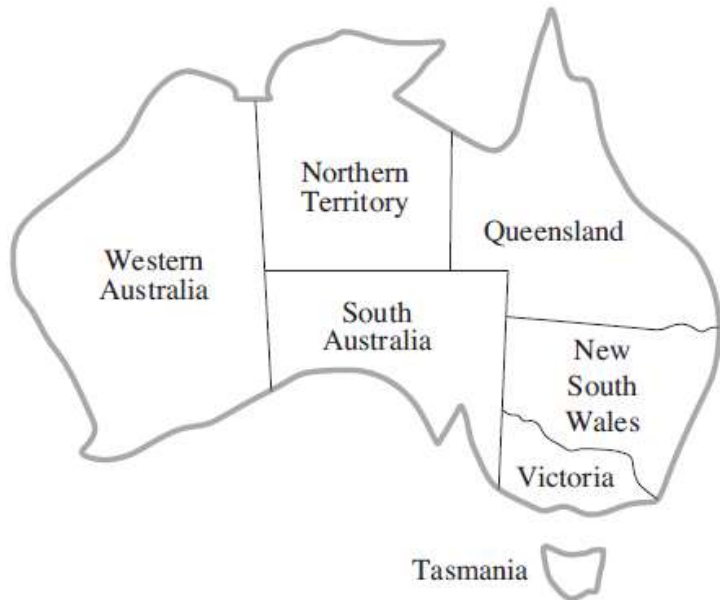 Northern
Territory
Queensland
Western
Australia
South
Australia
New
South
Wales
Victoria
Tasmania